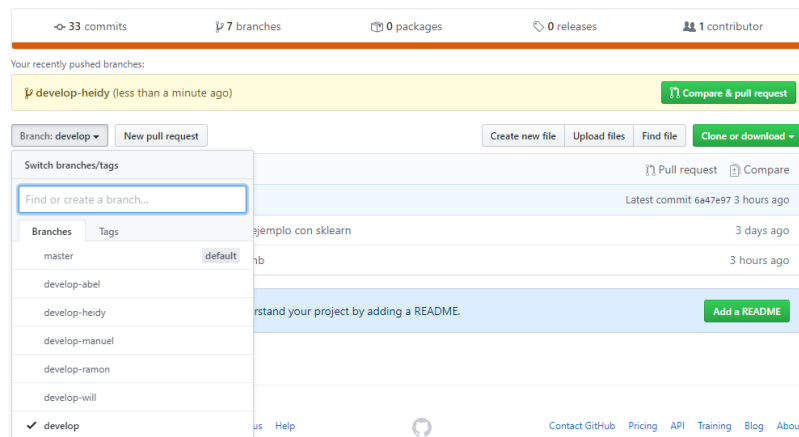 33 commits 7 branches 0 packages 0 releases 1 contributor
Your recently pushed branches:
develop-heidy (less than a minute ago) Compare & pull request
Branch: develop New pull request Create new file Upload files Find file Clone or download
Switch branches/tags Pull request Compare
Find or create a branch... Latest commit 6a47e97 3 hours ago
Branches Tags ejemplo con sklearn 3 days ago
master default nb 3 hours ago
develop-abel
develop-heidy rstand your project by adding a README. Add a README
develop-manuel
develop-ramon
develop-will
develop us Help Contact GitHub Pricing API Training Blog Abou